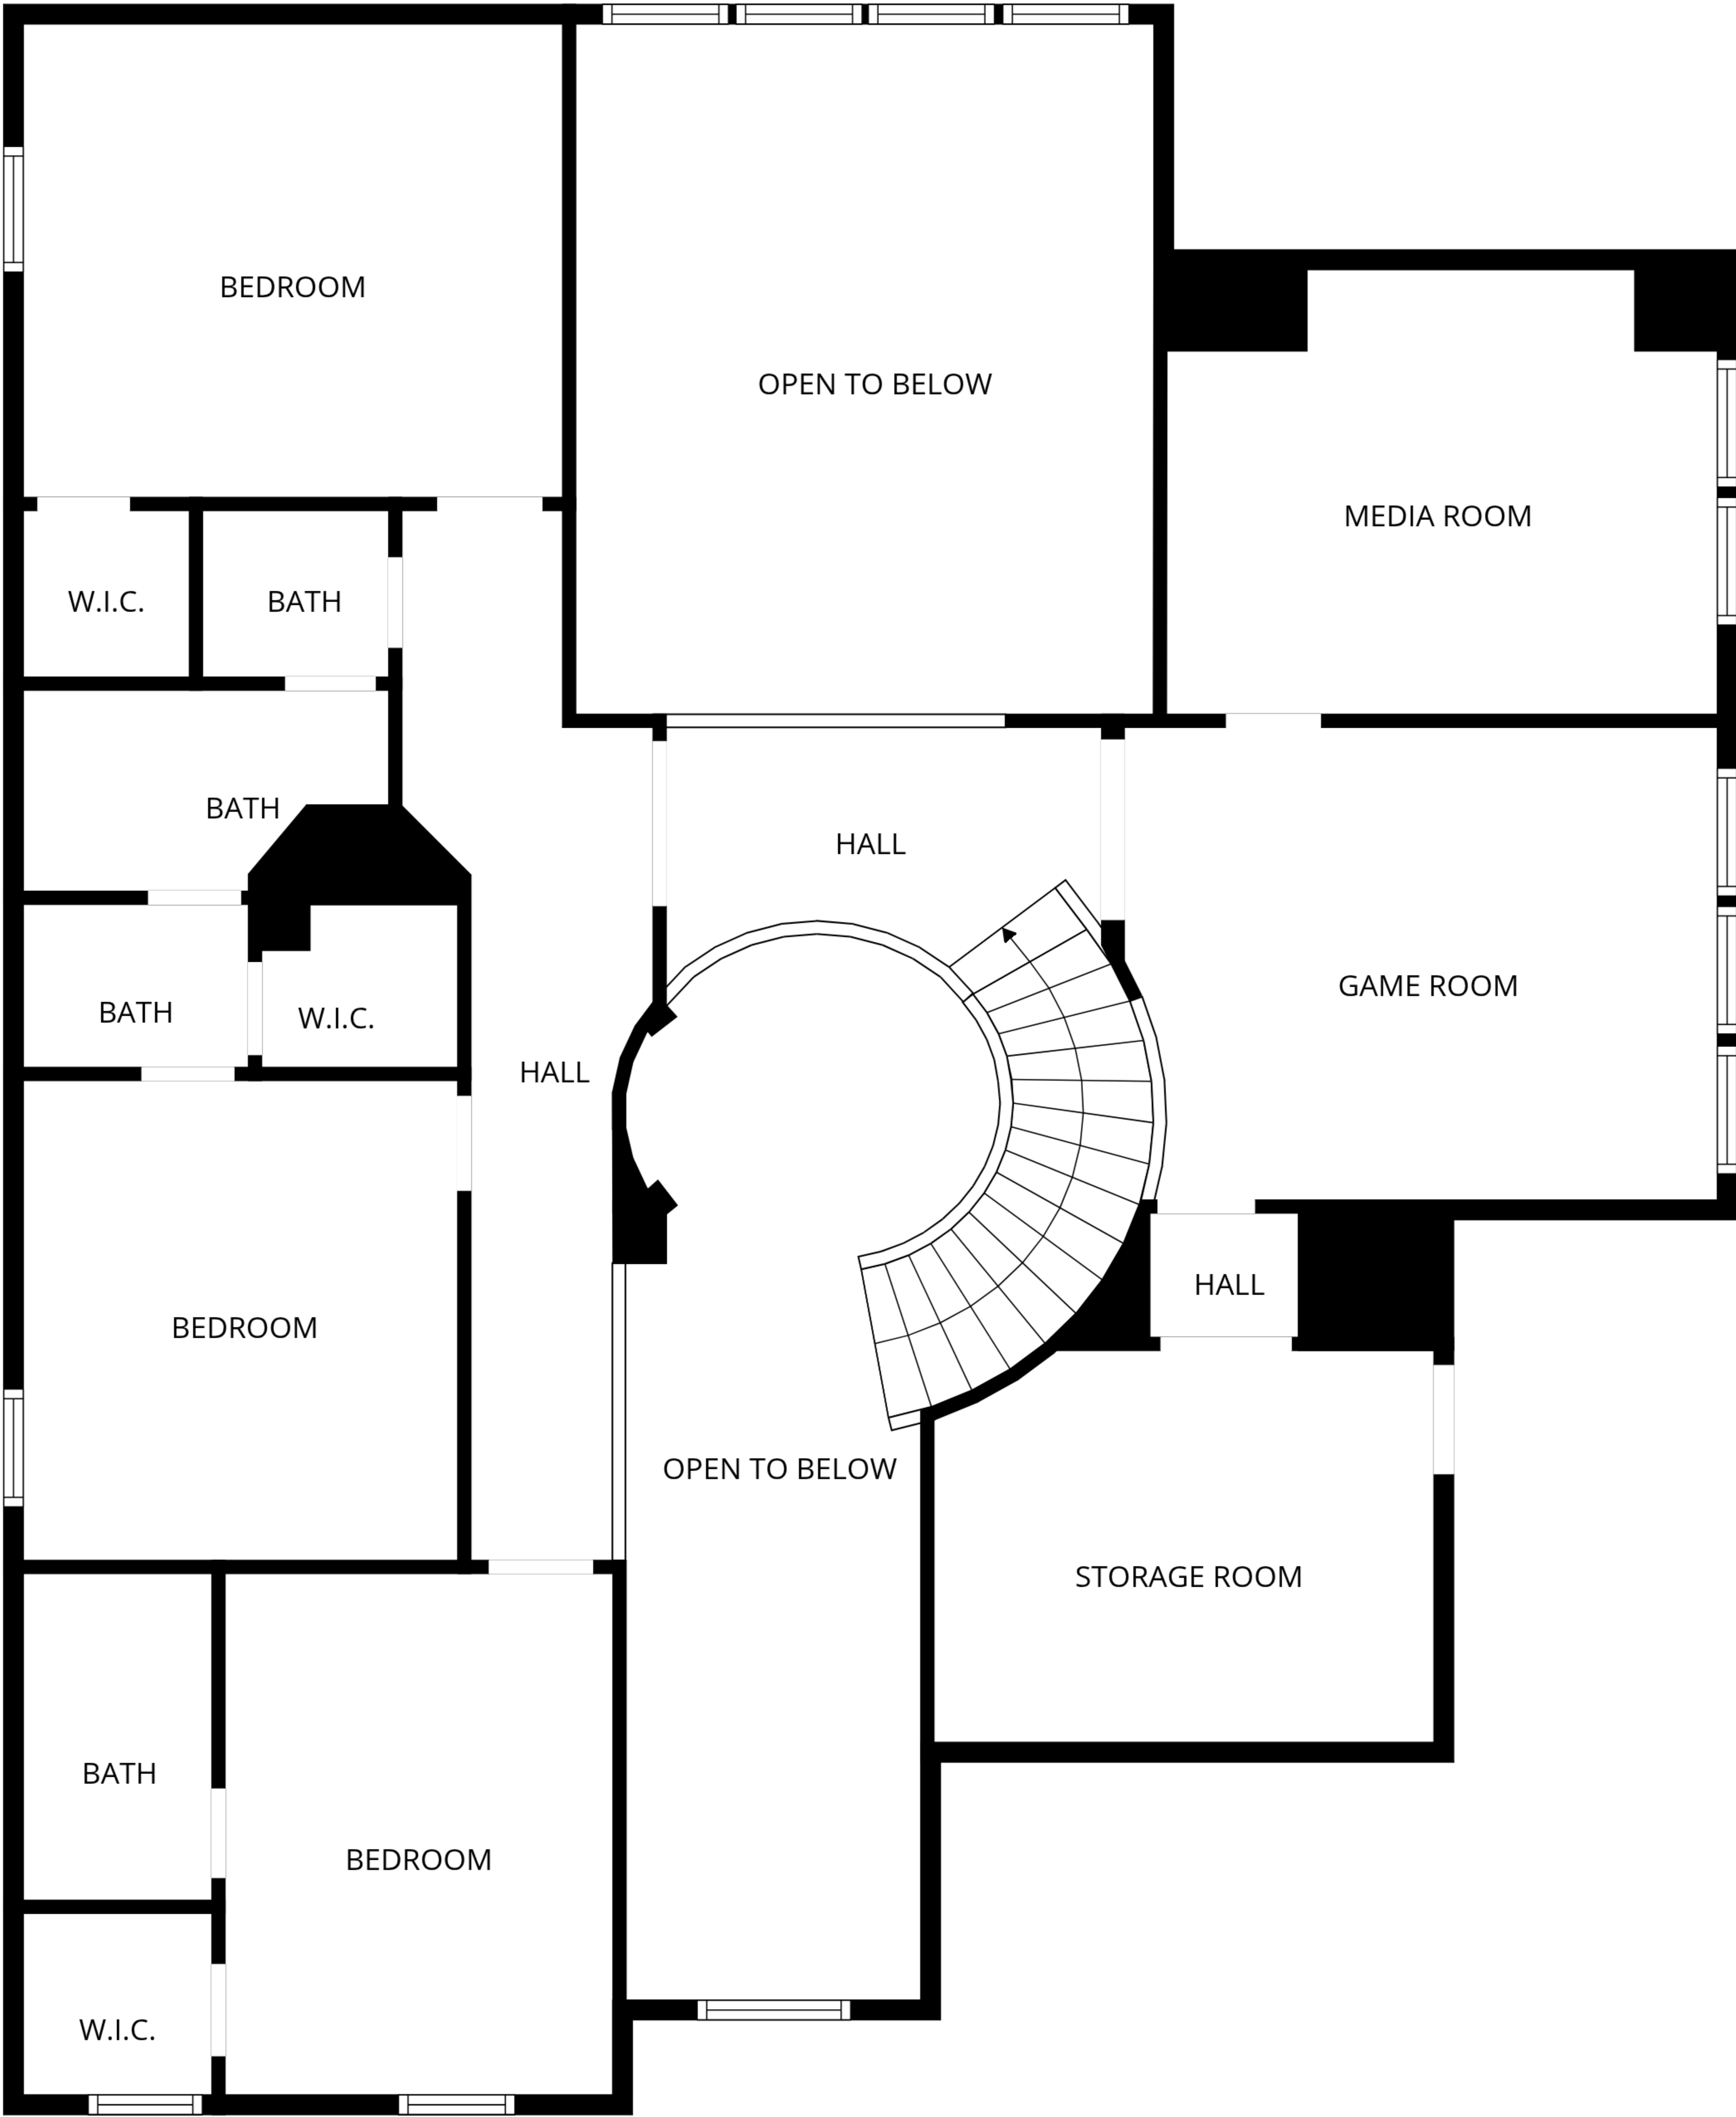 BEDROOM
OPEN TO BELOW
MEDIA ROOM
W.I.C.
BATH
BATH
HALL
GAME ROOM
BATH
W.I.C.
HALL
HALL
BEDROOM
OPEN TO BELOW
STORAGE ROOM
BATH
BEDROOM
W.I.C.